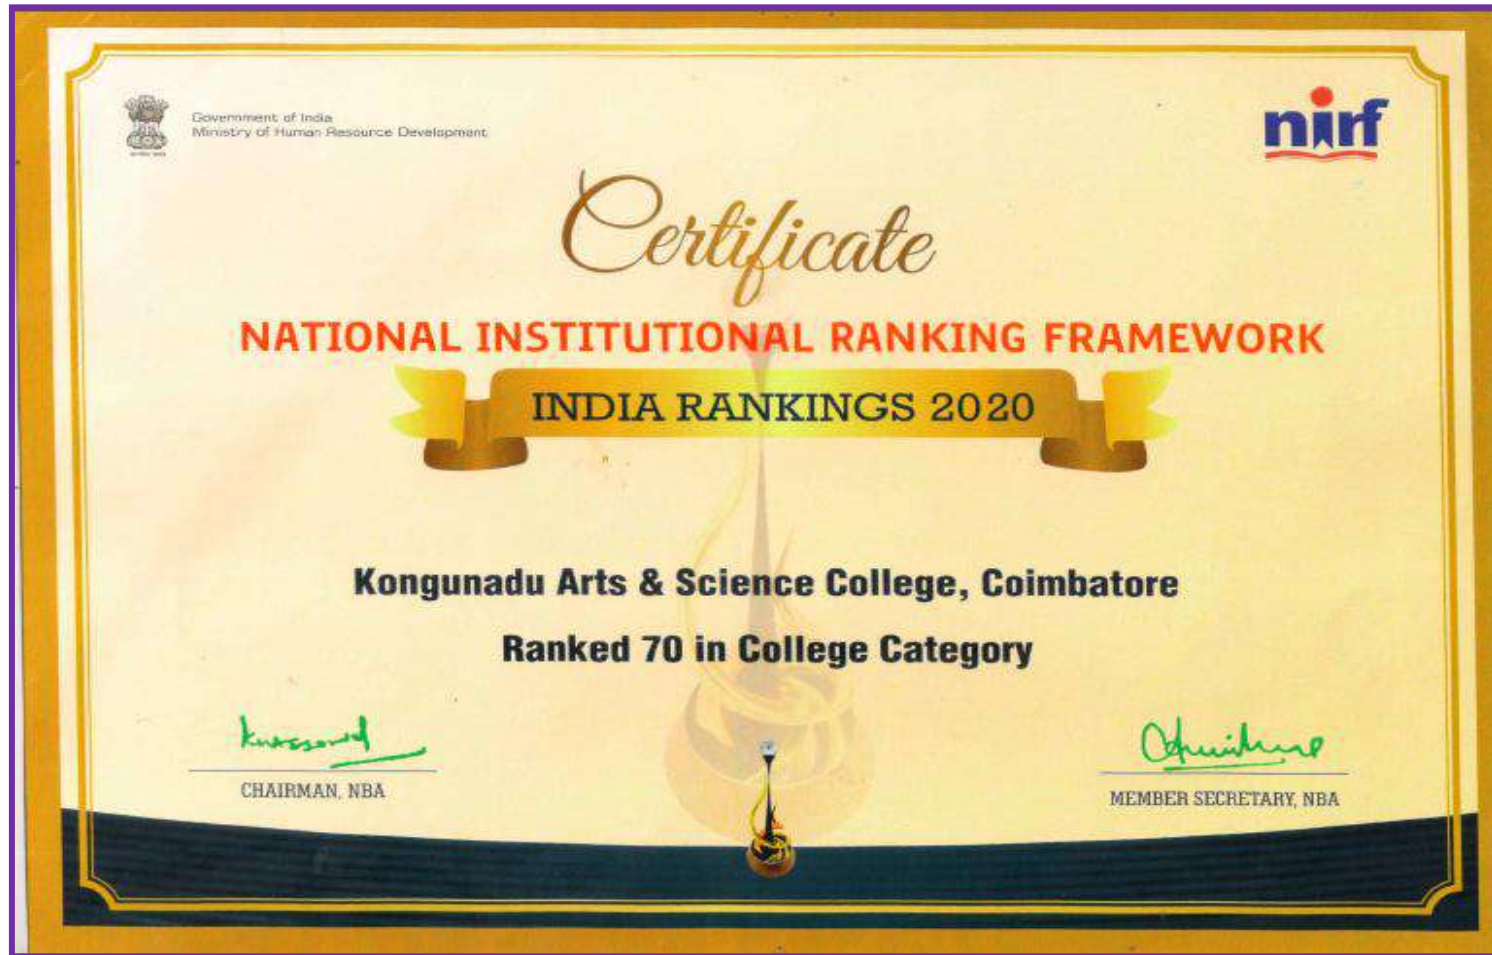 Government of India
Ministry of Human Resource Development
nirf
Certificate
NATIONAL INSTITUTIONAL RANKING FRAMEWORK
INDIA RANKINGS 2020
Kongunadu Arts & Science College, Coimbatore
Ranked 70 in College Category
CHAIRMAN, NBA
MEMBER SECRETARY, NBA